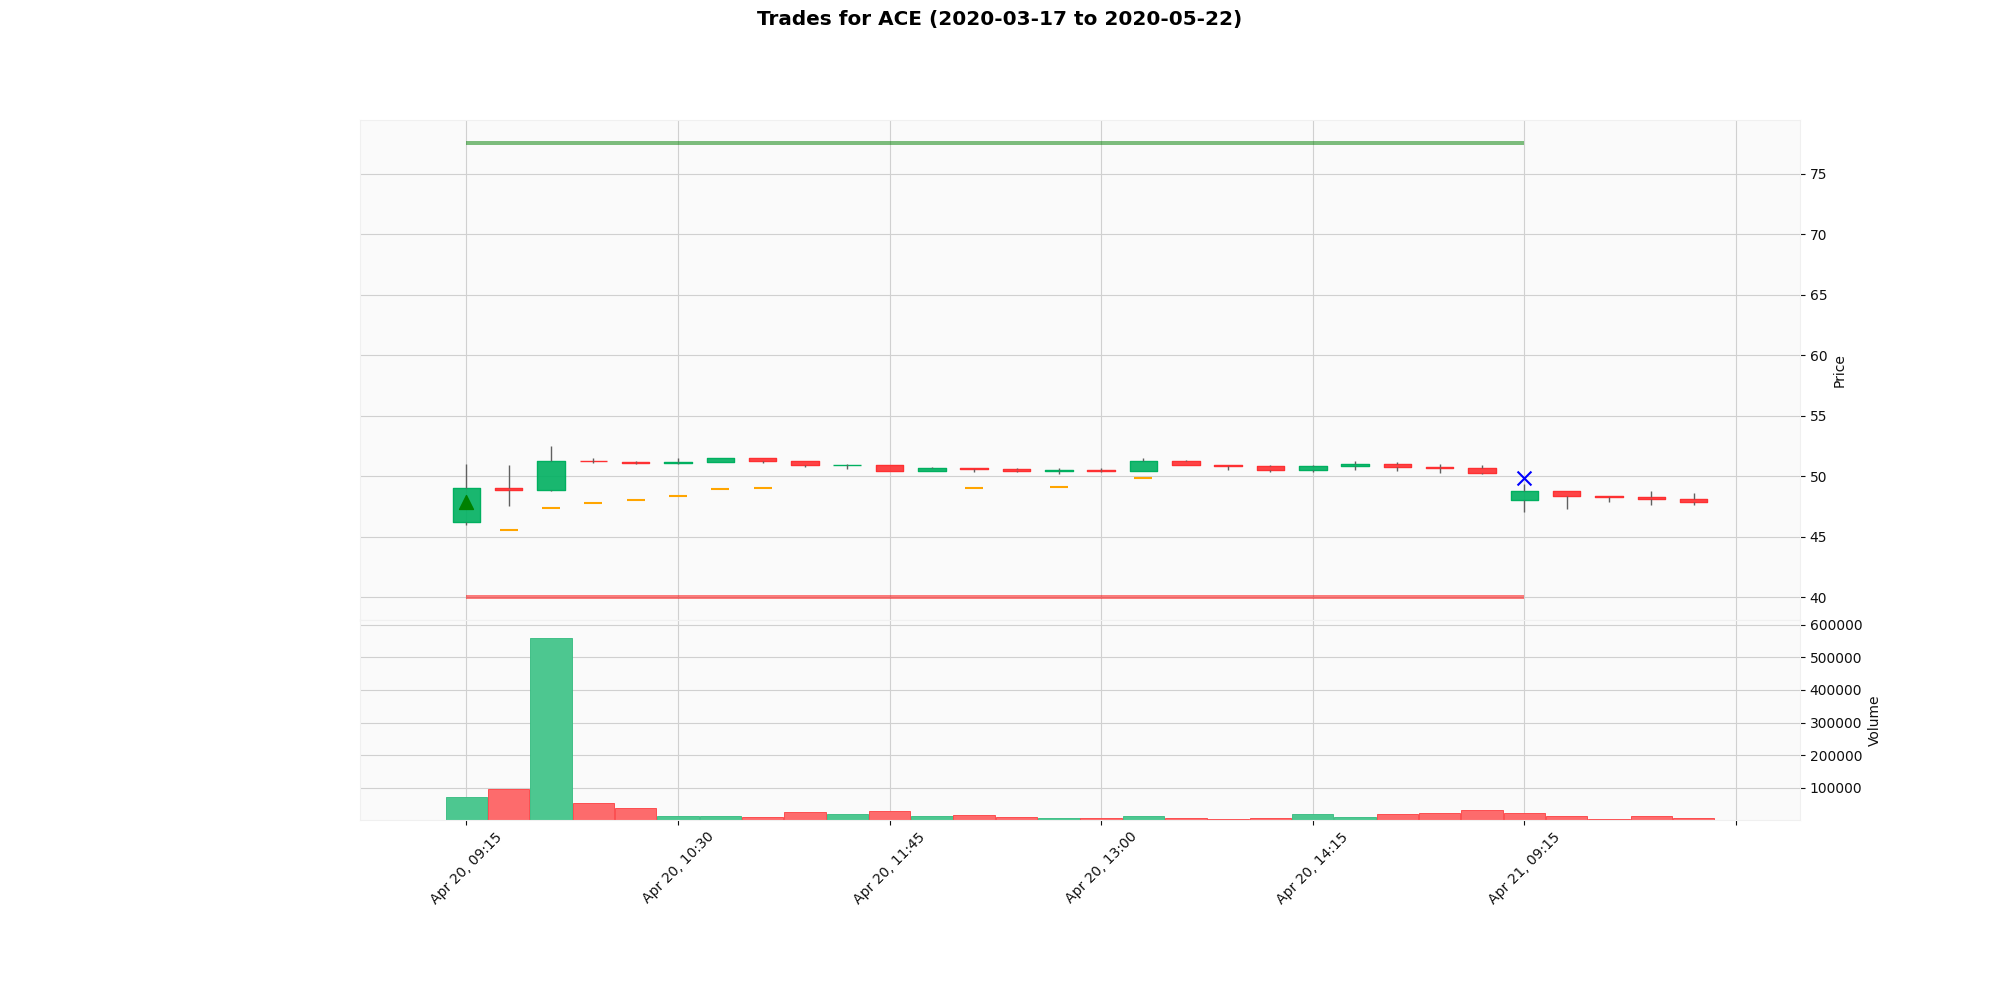 Trades for ACE (2020-03-17 to 2020-05-22)
75
70
65
60
55
50
45
40
Price
600000
500000
400000
300000
200000
100000
Volume
Apr 20, 09:15
Apr 20, 10:30
Apr 20, 11:45
Apr 20, 13:00
Apr 20, 14:15
Apr 21, 09:15